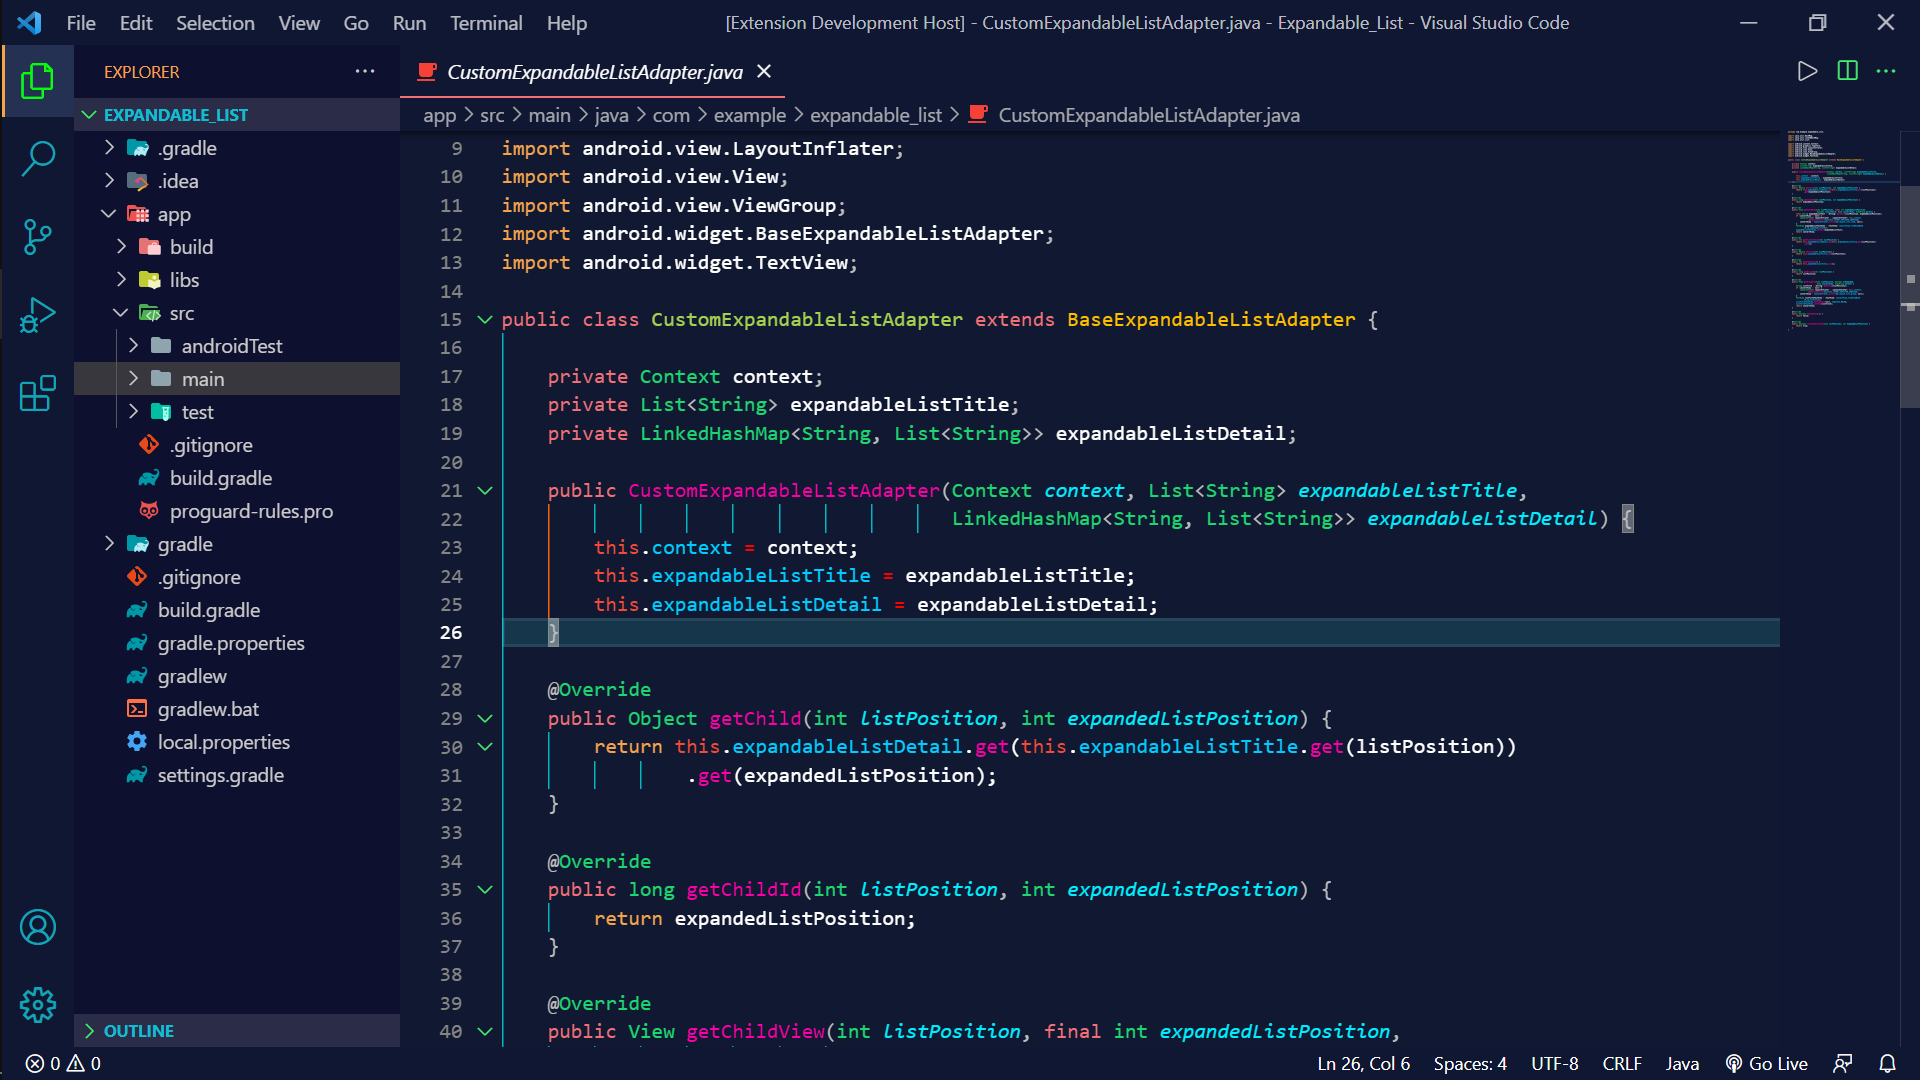 File Edit Selection View Go Run Terminal Help
[Extension Development Host] - CustomExpandableListAdapter.java - Expandable_List - Visual Studio Code
EXPLORER
EXPANDABLE_LIST
.gradle
.idea
app
build
libs
src
androidTest
main
test
.gitignore
build.gradle
proguard-rules.pro
gradle
.gitignore
build.gradle
gradle.properties
gradlew
gradlew.bat
local.properties
settings.gradle
OUTLINE
CustomExpandableListAdapter.java
app > src > main > java > com > example > expandable_list > CustomExpandableListAdapter.java
9 import android.view.LayoutInflater;
10 import android.view.View;
11 import android.view.ViewGroup;
12 import android.widget.BaseExpandableListAdapter;
13 import android.widget.TextView;
14
15 public class CustomExpandableListAdapter extends BaseExpandableListAdapter {
16
17 private Context context;
18 private List<String> expandableListTitle;
19 private LinkedHashMap<String, List<String>> expandableListDetail;
20
21 public CustomExpandableListAdapter(Context context, List<String> expandableListTitle,
22 LinkedHashMap<String, List<String>> expandableListDetail) {
23 this.context = context;
24 this.expandableListTitle = expandableListTitle;
25 this.expandableListDetail = expandableListDetail;
26 }
27
28 @Override
29 public Object getChild(int listPosition, int expandedListPosition) {
30 return this.expandableListDetail.get(this.expandableListTitle.get(listPosition))
31 .get(expandedListPosition);
32 }
33
34 @Override
35 public long getChildId(int listPosition, int expandedListPosition) {
36 return expandedListPosition;
37 }
38
39 @Override
40 public View getChildView(int listPosition, final int expandedListPosition,
0 0
Ln 26, Col 6 Spaces: 4 UTF-8 CRLF Java Go Live